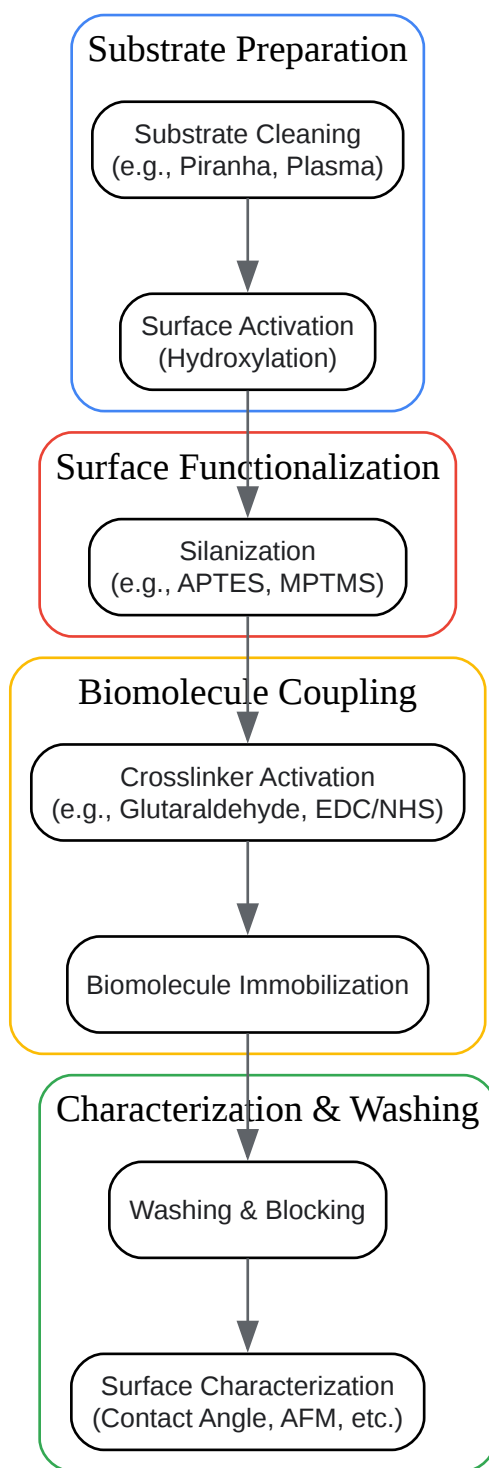 Substrate Preparation
Substrate Cleaning
(e.g., Piranha, Plasma)
Surface Activation
(Hydroxylation)
Surface Functionalization
Silanization
(e.g., APTES, MPTMS)
Biomolecule Coupling
Crosslinker Activation
(e.g., Glutaraldehyde, EDC/NHS)
Biomolecule Immobilization
Characterization & Washing
Washing & Blocking
Surface Characterization
(Contact Angle, AFM, etc.)